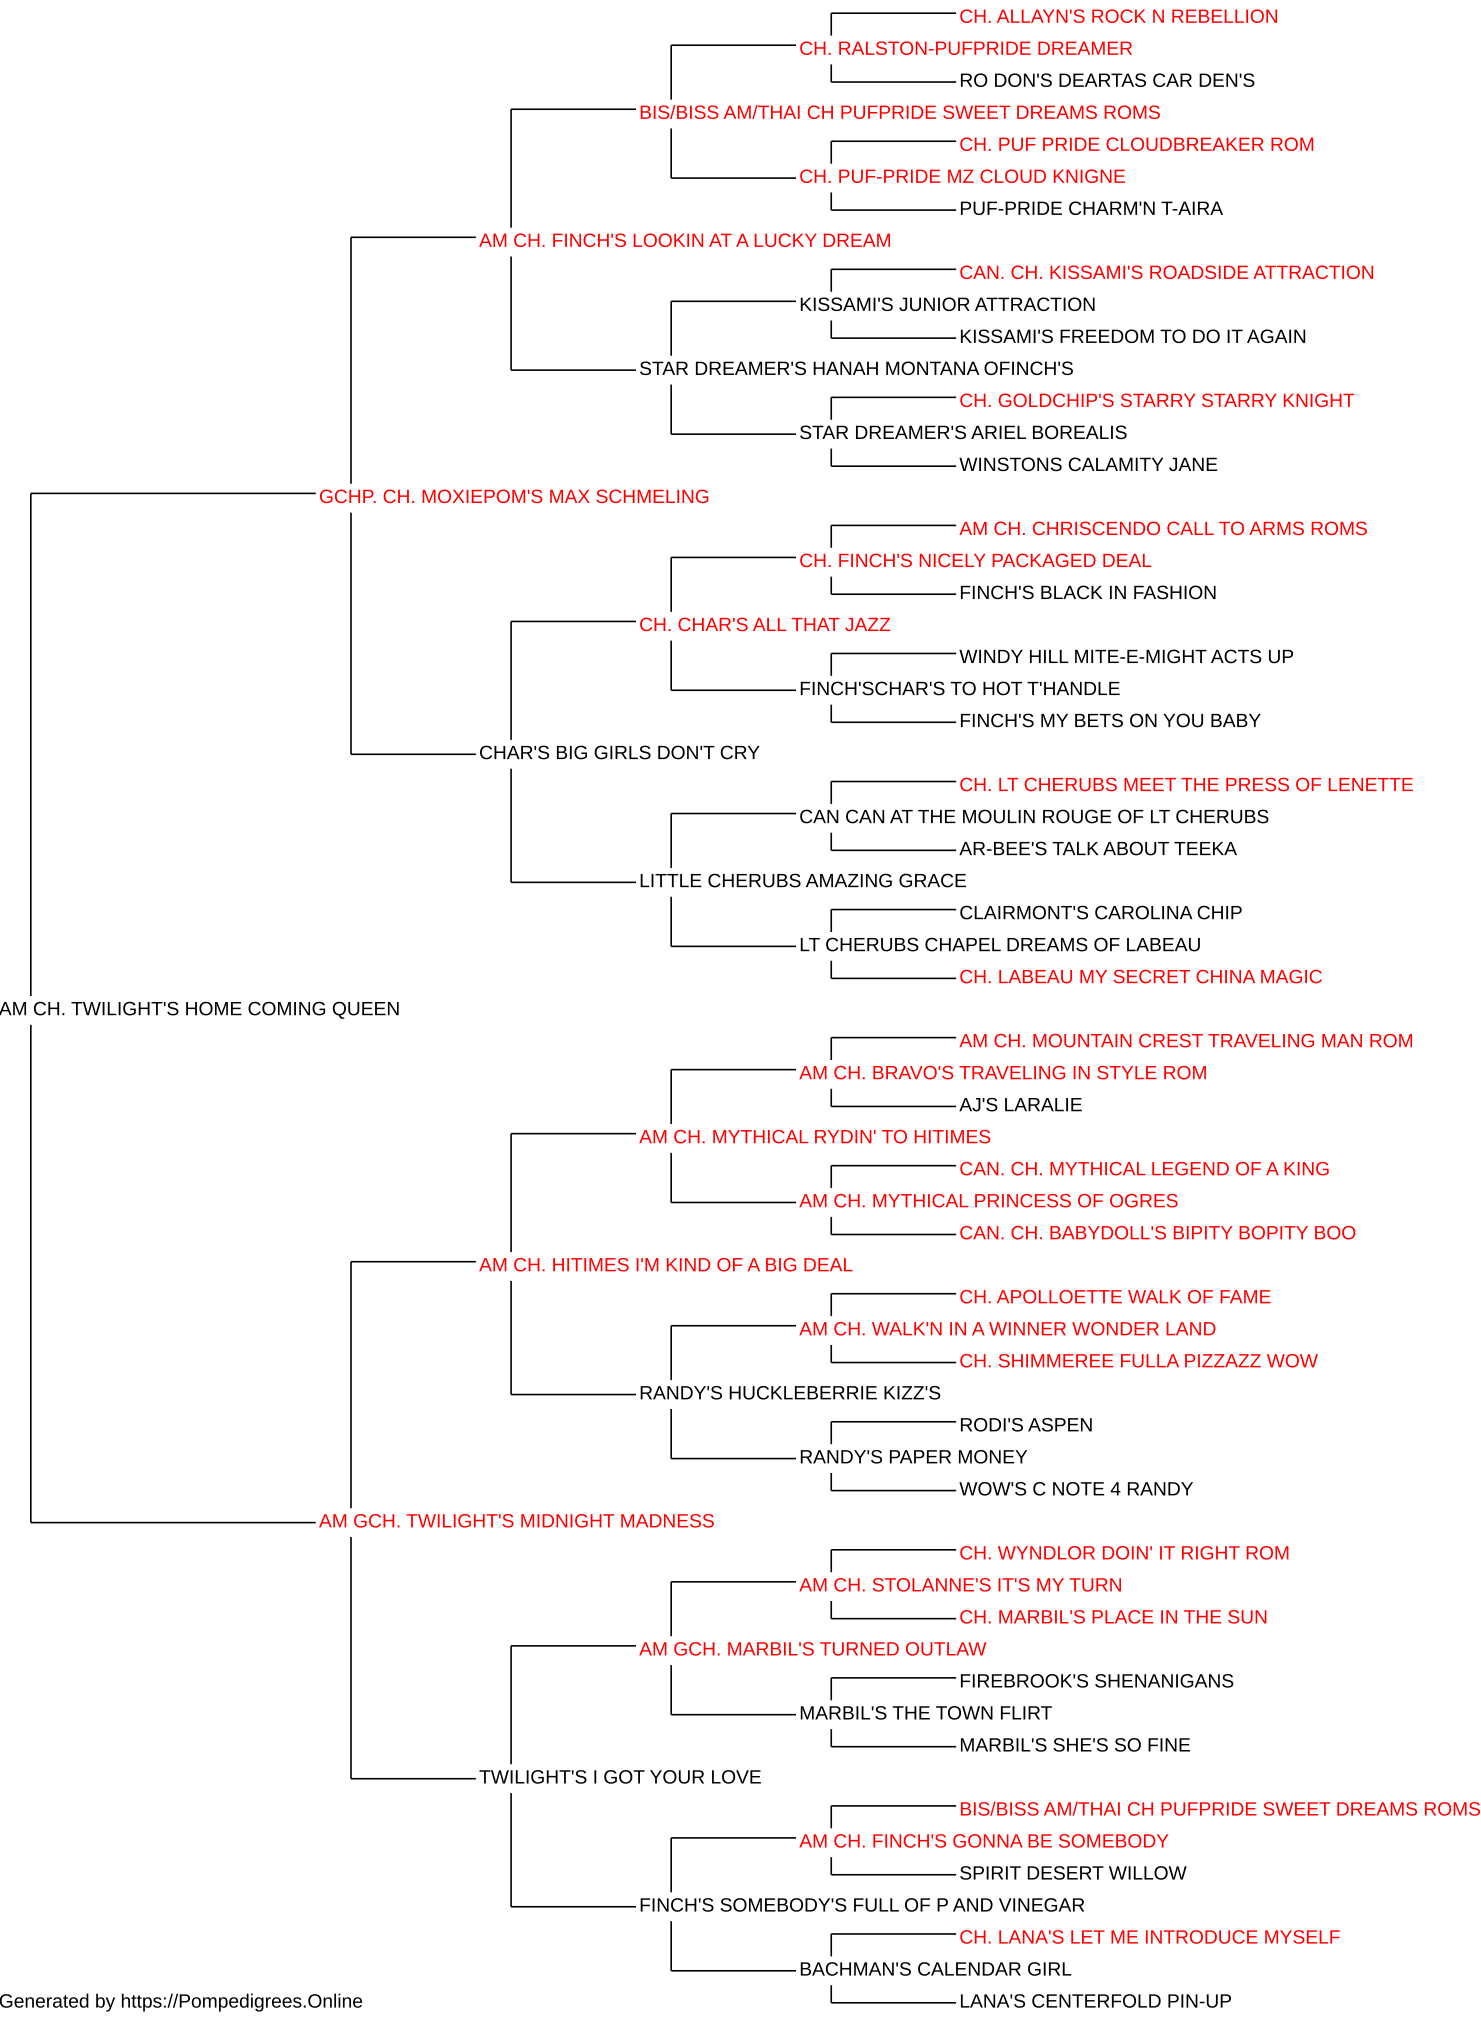 CH. ALLAYN'S ROCK N REBELLION
CH. RALSTON-PUFPRIDE DREAMER
RO DON'S DEARTAS CAR DEN'S
BIS/BISS AM/THAI CH PUFPRIDE SWEET DREAMS ROMS
CH. PUF PRIDE CLOUDBREAKER ROM
CH. PUF-PRIDE MZ CLOUD KNIGNE
PUF-PRIDE CHARM'N T-AIRA
AM CH. FINCH'S LOOKIN AT A LUCKY DREAM
CAN. CH. KISSAMI'S ROADSIDE ATTRACTION
KISSAMI'S JUNIOR ATTRACTION
KISSAMI'S FREEDOM TO DO IT AGAIN
STAR DREAMER'S HANAH MONTANA OFINCH'S
CH. GOLDCHIP'S STARRY STARRY KNIGHT
STAR DREAMER'S ARIEL BOREALIS
WINSTONS CALAMITY JANE
GCHP. CH. MOXIEPOM'S MAX SCHMELING
AM CH. CHRISCENDO CALL TO ARMS ROMS
CH. FINCH'S NICELY PACKAGED DEAL
FINCH'S BLACK IN FASHION
CH. CHAR'S ALL THAT JAZZ
WINDY HILL MITE-E-MIGHT ACTS UP
FINCH'SCHAR'S TO HOT T'HANDLE
FINCH'S MY BETS ON YOU BABY
CHAR'S BIG GIRLS DON'T CRY
CH. LT CHERUBS MEET THE PRESS OF LENETTE
CAN CAN AT THE MOULIN ROUGE OF LT CHERUBS
AR-BEE'S TALK ABOUT TEEKA
LITTLE CHERUBS AMAZING GRACE
CLAIRMONT'S CAROLINA CHIP
LT CHERUBS CHAPEL DREAMS OF LABEAU
CH. LABEAU MY SECRET CHINA MAGIC
AM CH. TWILIGHT'S HOME COMING QUEEN
AM CH. MOUNTAIN CREST TRAVELING MAN ROM
AM CH. BRAVO'S TRAVELING IN STYLE ROM
AJ'S LARALIE
AM CH. MYTHICAL RYDIN' TO HITIMES
CAN. CH. MYTHICAL LEGEND OF A KING
AM CH. MYTHICAL PRINCESS OF OGRES
CAN. CH. BABYDOLL'S BIPITY BOPITY BOO
AM CH. HITIMES I'M KIND OF A BIG DEAL
CH. APOLLOETTE WALK OF FAME
AM CH. WALK'N IN A WINNER WONDER LAND
CH. SHIMMEREE FULLA PIZZAZZ WOW
RANDY'S HUCKLEBERRIE KIZZ'S
RODI'S ASPEN
RANDY'S PAPER MONEY
WOW'S C NOTE 4 RANDY
AM GCH. TWILIGHT'S MIDNIGHT MADNESS
CH. WYNDLOR DOIN' IT RIGHT ROM
AM CH. STOLANNE'S IT'S MY TURN
CH. MARBIL'S PLACE IN THE SUN
AM GCH. MARBIL'S TURNED OUTLAW
FIREBROOK'S SHENANIGANS
MARBIL'S THE TOWN FLIRT
MARBIL'S SHE'S SO FINE
TWILIGHT'S I GOT YOUR LOVE
BIS/BISS AM/THAI CH PUFPRIDE SWEET DREAMS ROMS
AM CH. FINCH'S GONNA BE SOMEBODY
SPIRIT DESERT WILLOW
FINCH'S SOMEBODY'S FULL OF P AND VINEGAR
CH. LANA'S LET ME INTRODUCE MYSELF
BACHMAN'S CALENDAR GIRL
LANA'S CENTERFOLD PIN-UP
Generated by https://Pompedigrees.Online